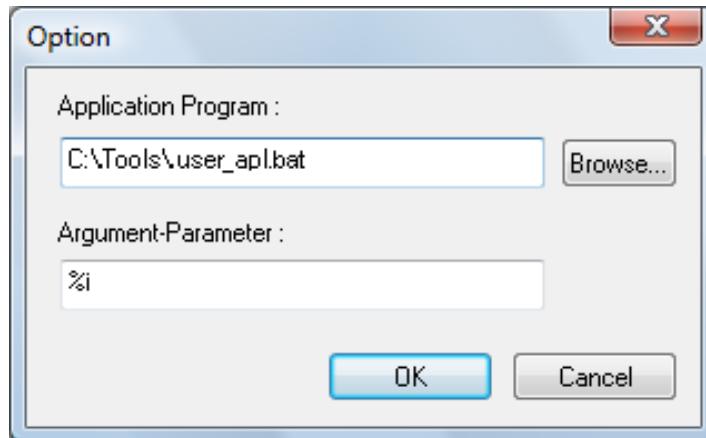 Option
Application Program :
C:\Tools\user_apl.bat
Browse...
Argument-Parameter :
%i
OK
Cancel